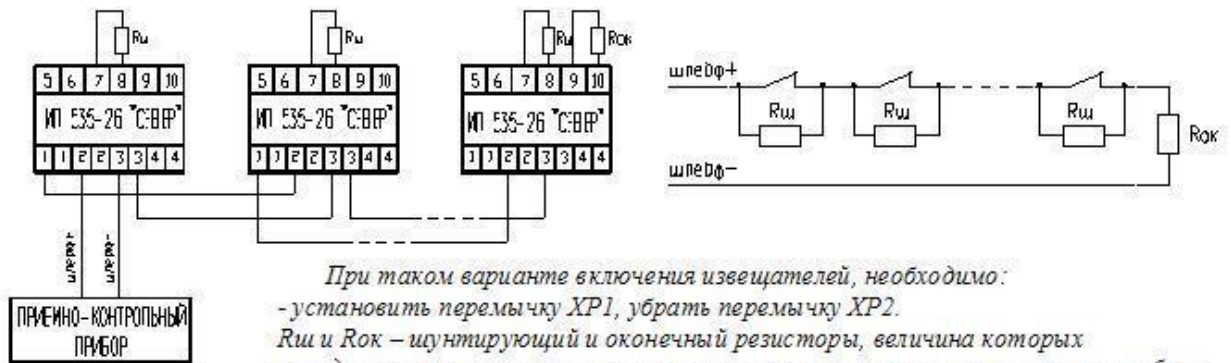 Rш Rш Rш Rок
5 6 7 8 9 10 5 6 7 8 9 10 5 6 7 8 9 10
ИП 535-26 "СЕВЕР" ИП 535-26 "СЕВЕР" ИП 535-26 "СЕВЕР"
1 1 2 2 3 3 4 4 1 1 2 2 3 3 4 4 1 1 2 2 3 3 4 4
шлейф+
Rш Rш Rш Rок
шлейф-
шлейф+ шлейф-
ПРИЕМНО-КОНТРОЛЬНЫЙ
ПРИБОР
При таком варианте включения извещателей, необходимо:
- установить перемычку ХР1, убрать перемычку ХР2.
Rш и Rок – шунтирующий и оконечный резисторы, величина которых